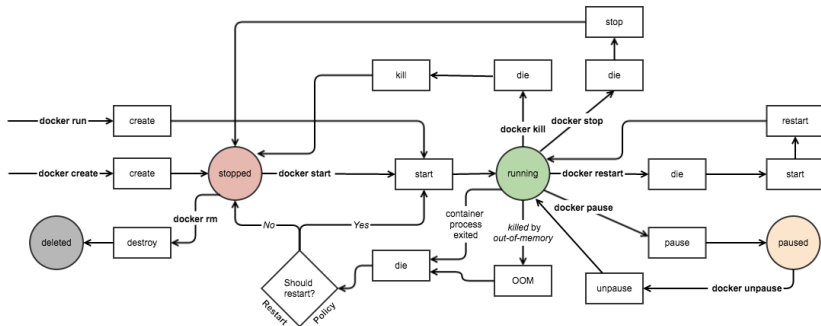 stop
kill
die
die
docker run
create
docker kill
docker stop
restart
docker create
create
stopped
docker start
start
running
docker restart
die
start
docker rm
No
Yes
container
process
exited
killed by
out-of-memory
docker pause
deleted
destroy
Should
restart?
Restart
Policy
die
OOM
pause
paused
unpause
docker unpause